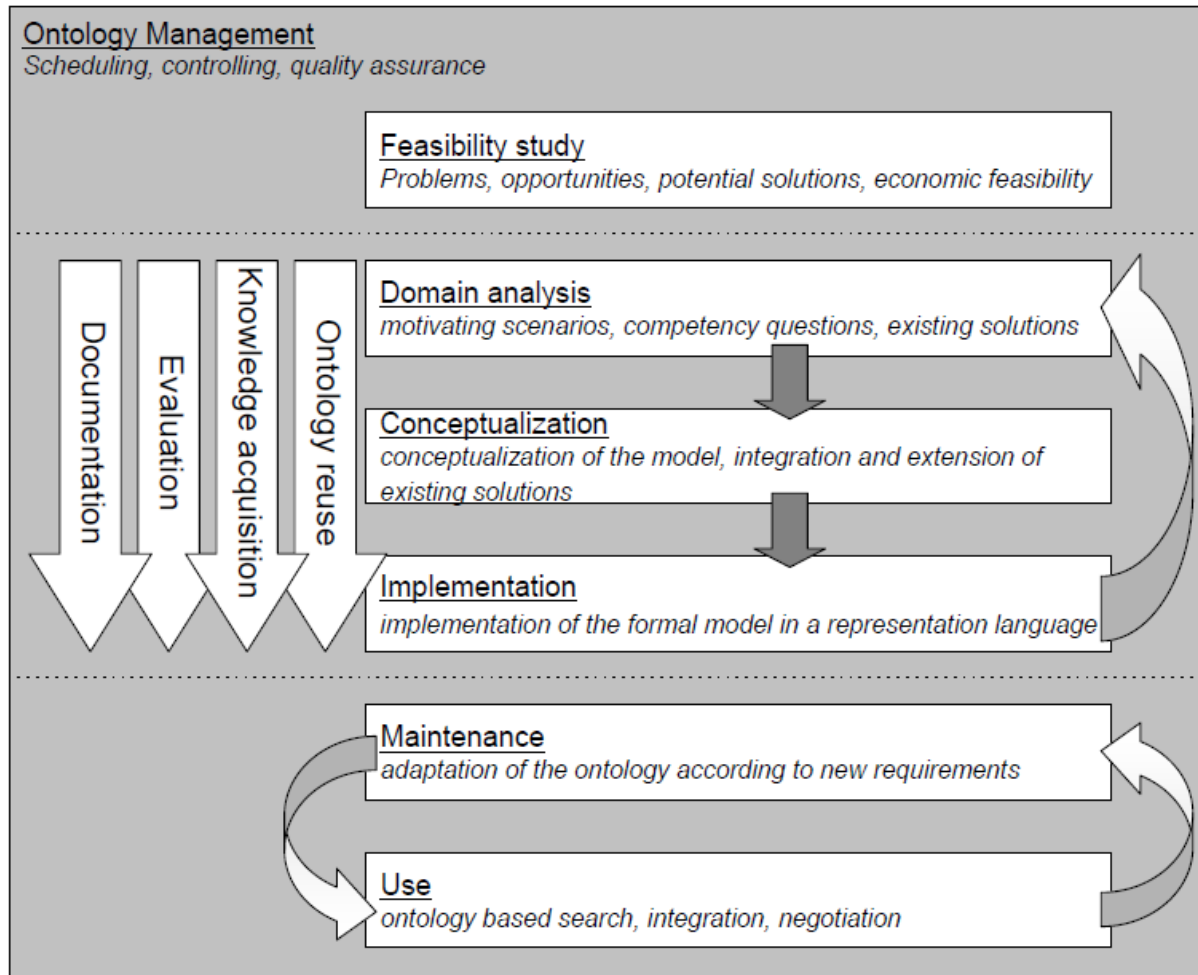 Ontology Management
Scheduling, controlling, quality assurance
Feasibility study
Problems, opportunities, potential solutions, economic feasibility
Documentation
Evaluation
Knowledge acquisition
Ontology reuse
Domain analysis
motivating scenarios, competency questions, existing solutions
Conceptualization
conceptualization of the model, integration and extension of
existing solutions
Implementation
implementation of the formal model in a representation language
Maintenance
adaptation of the ontology according to new requirements
Use
ontology based search, integration, negotiation